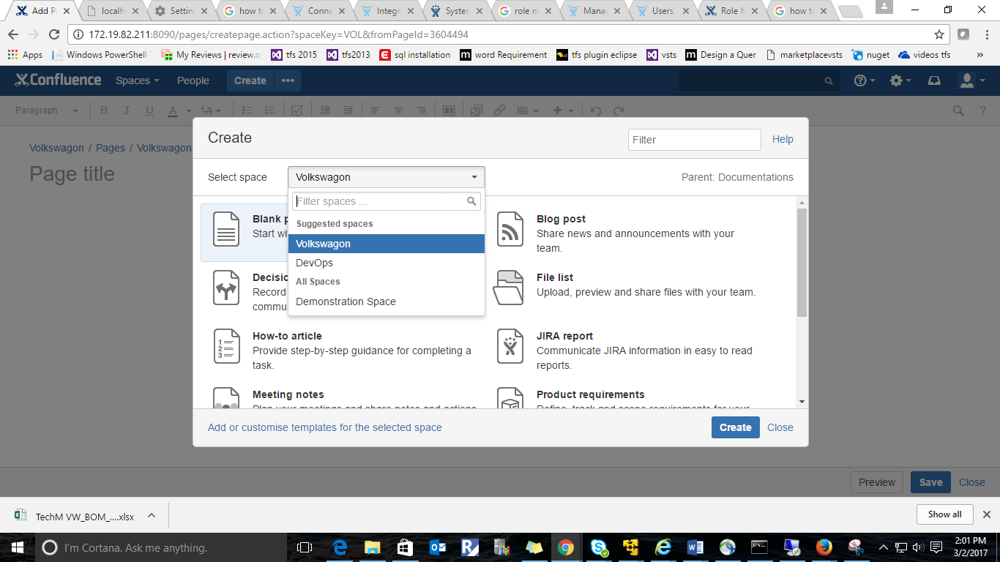 Add Pa
localh
Settin
how to
Conne
Integr
System
role m
Manag
Users,
Role M
how to
172.19.82.211:8090/pages/createpage.action?spaceKey=VOL&fromPageId=3604494
Apps
Windows PowerShell
My Reviews | review.o
tfs 2015
tfs2013
sql installation
word Requirement
tfs plugin eclipse
vsts
Design a Quer
marketplacevsts
nuget
videos tfs
»
Confluence
Spaces
People
Create
•••
Paragraph
B I U A
?
Volkswagon / Pages / Volkswagon
Page title
Create
Filter
Help
Select space
Volkswagon
Parent: Documentations
Filter spaces ...
Suggested spaces
Volkswagon
DevOps
All Spaces
Demonstration Space
Blank p
Start wi
Blog post
Share news and announcements with your
team.
Decisio
Record
commu
File list
Upload, preview and share files with your team.
How-to article
Provide step-by-step guidance for completing a
task.
JIRA report
Communicate JIRA information in easy to read
reports.
Meeting notes
Plan your meetings and share notes and actions
Product requirements
Define, track and scope requirements for your
Add or customise templates for the selected space
Create
Close
Preview
Save
Close
TechM VW_BOM_....xlsx
Show all
I'm Cortana. Ask me anything.
2:01 PM
3/2/2017